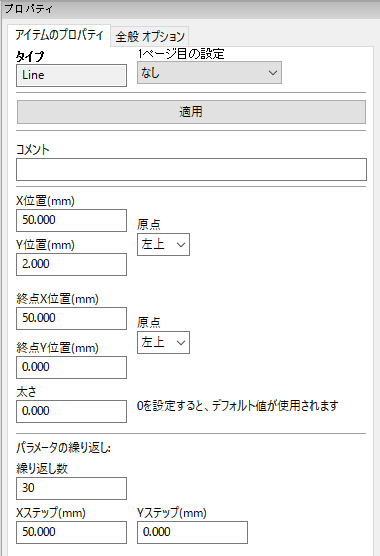 プロパティ
アイテムのプロパティ 全般 オプション
タイプ 1ページ目の設定
Line なし
適用
コメント
X位置(mm)
50.000 原点
Y位置(mm) 左上
2.000
終点X位置(mm)
50.000 原点
終点Y位置(mm) 左上
0.000
太さ
0.000 0を設定すると、デフォルト値が使用されます
パラメータの繰り返し:
繰り返し数
30
Xステップ(mm) Yステップ(mm)
50.000 0.000